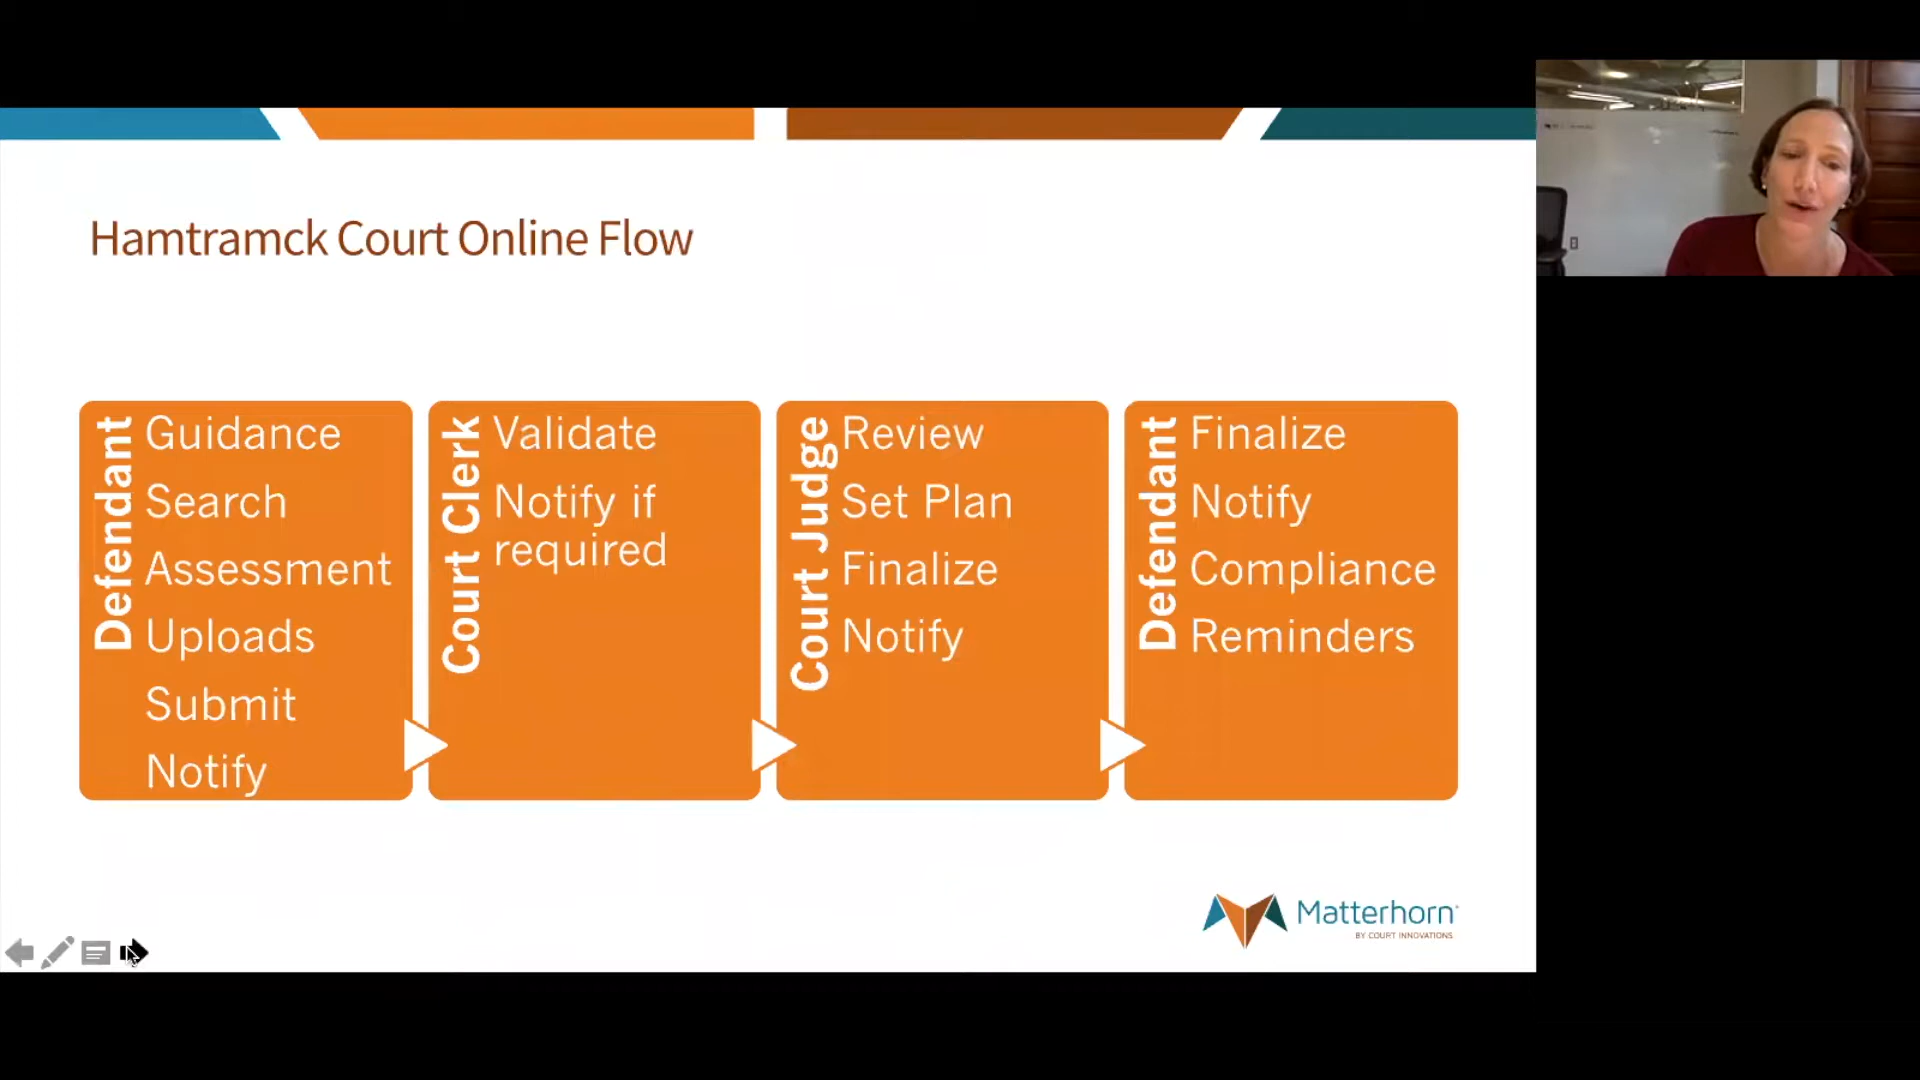 Hamtramck Court Online Flow
Defendant
Guidance
Search
Assessment
Uploads
Submit
Notify
Court Clerk
Validate
Notify if
required
Court Judge
Review
Set Plan
Finalize
Notify
Defendant
Finalize
Notify
Compliance
Reminders
Matterhorn
BY COURT INNOVATIONS